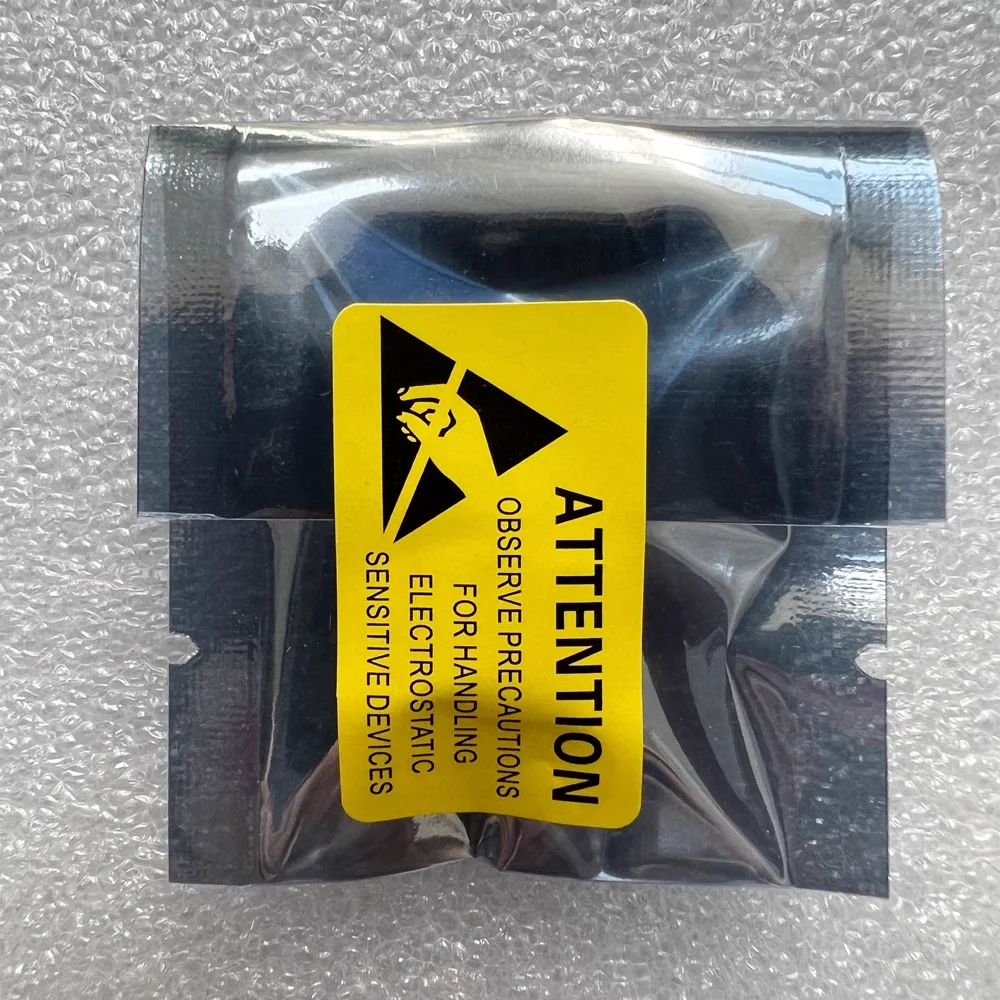 ATTENTION
OBSERVE PRECAUTIONS
FOR HANDLING
ELECTROSTATIC
SENSITIVE DEVICES